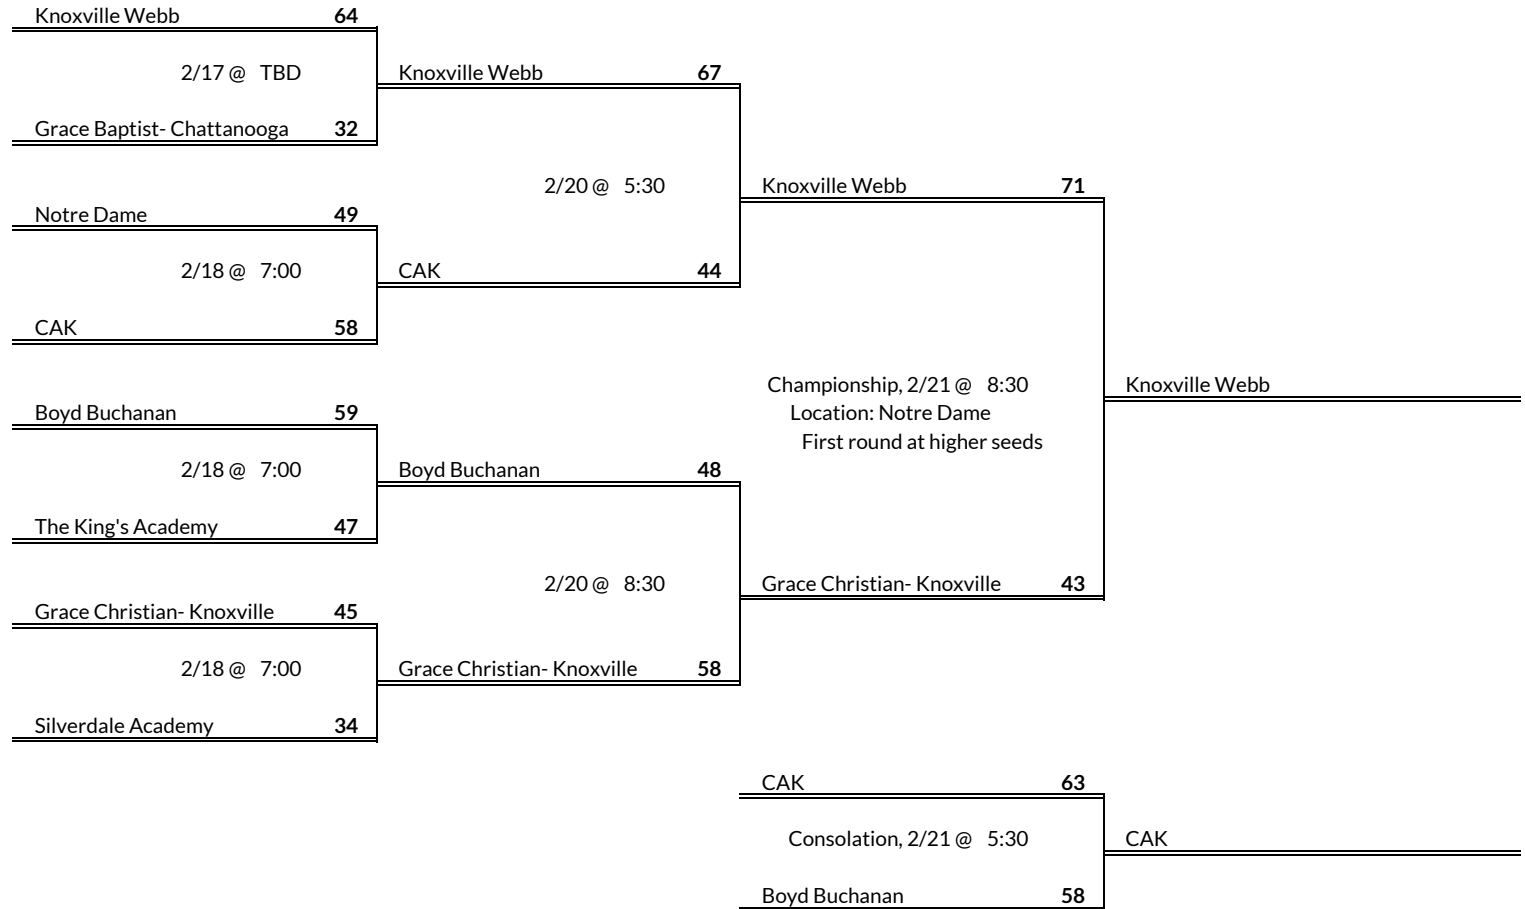 Knoxville Webb 64
2/17 @ TBD
Knoxville Webb 67
Grace Baptist- Chattanooga 32
2/20 @ 5:30
Knoxville Webb 71
Notre Dame 49
2/18 @ 7:00
CAK 44
CAK 58
Championship, 2/21 @ 8:30
Knoxville Webb
Boyd Buchanan 59
Location: Notre Dame
First round at higher seeds
2/18 @ 7:00
Boyd Buchanan 48
The King's Academy 47
2/20 @ 8:30
Grace Christian- Knoxville 43
Grace Christian- Knoxville 45
2/18 @ 7:00
Grace Christian- Knoxville 58
Silverdale Academy 34
CAK 63
Consolation, 2/21 @ 5:30
CAK
Boyd Buchanan 58